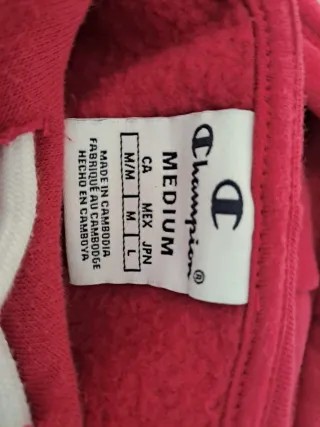 Champion®
MEDIUM
CA MEX JPN
M/M M L
MADE IN CAMBODIA
FABRIQUÉ AU CAMBODGE
HECHO EN CAMBOYA